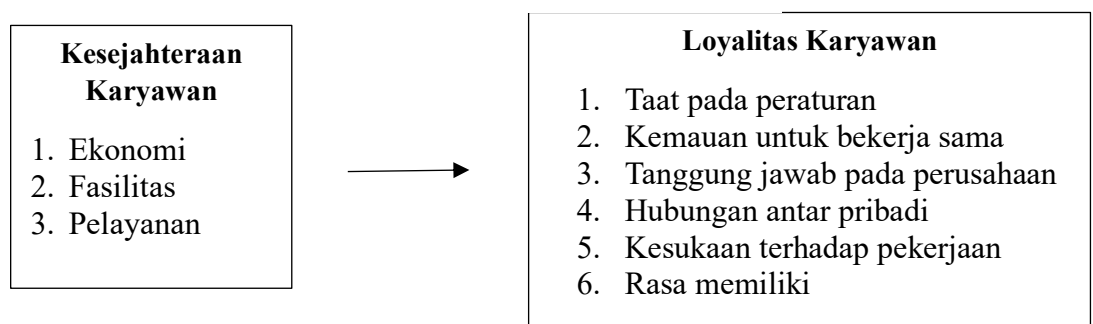 Kesejahteraan
Karyawan
1. Ekonomi
2. Fasilitas
3. Pelayanan
Loyalitas Karyawan
1. Taat pada peraturan
2. Kemauan untuk bekerja sama
3. Tanggung jawab pada perusahaan
4. Hubungan antar pribadi
5. Kesukaan terhadap pekerjaan
6. Rasa memiliki